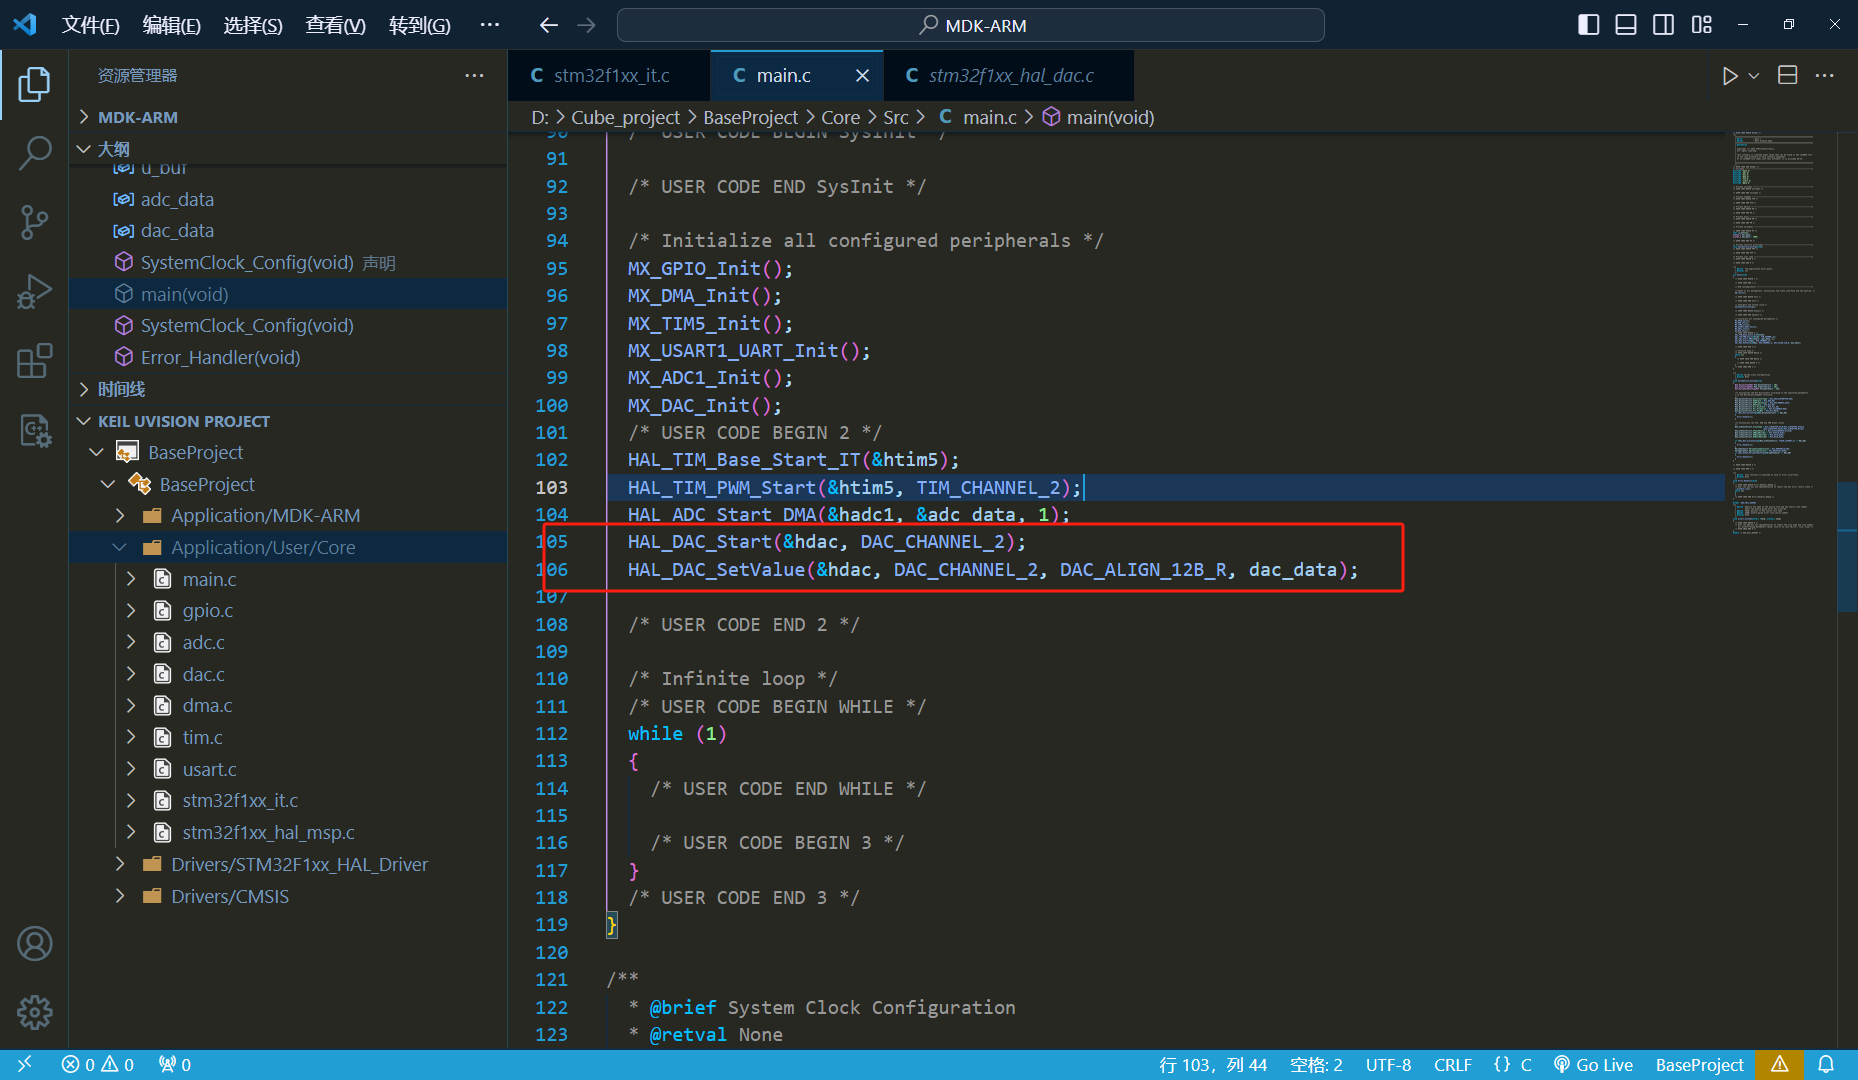 文件(F) 编辑(E) 选择(S) 查看(V) 转到(G) ··· MDK-ARM
资源管理器 ···
MDK-ARM
大纲
u_buf
adc_data
dac_data
SystemClock_Config(void) 声明
main(void)
SystemClock_Config(void)
Error_Handler(void)
时间线
KEIL UVISION PROJECT
BaseProject
BaseProject
Application/MDK-ARM
Application/User/Core
main.c
gpio.c
adc.c
dac.c
dma.c
tim.c
usart.c
stm32f1xx_it.c
stm32f1xx_hal_msp.c
Drivers/STM32F1xx_HAL_Driver
Drivers/CMSIS
C stm32f1xx_it.c C main.c C stm32f1xx_hal_dac.c
D: > Cube_project > BaseProject > Core > Src > C main.c > main(void)
90 /* USER CODE BEGIN SysInit */
91
92 /* USER CODE END SysInit */
93
94 /* Initialize all configured peripherals */
95 MX_GPIO_Init();
96 MX_DMA_Init();
97 MX_TIM5_Init();
98 MX_USART1_UART_Init();
99 MX_ADC1_Init();
100 MX_DAC_Init();
101 /* USER CODE BEGIN 2 */
102 HAL_TIM_Base_Start_IT(&htim5);
103 HAL_TIM_PWM_Start(&htim5, TIM_CHANNEL_2);
104 HAL_ADC_Start_DMA(&hadc1, &adc_data, 1);
105 HAL_DAC_Start(&hdac, DAC_CHANNEL_2);
106 HAL_DAC_SetValue(&hdac, DAC_CHANNEL_2, DAC_ALIGN_12B_R, dac_data);
107
108 /* USER CODE END 2 */
109
110 /* Infinite loop */
111 /* USER CODE BEGIN WHILE */
112 while (1)
113 {
114 /* USER CODE END WHILE */
115
116 /* USER CODE BEGIN 3 */
117 }
118 /* USER CODE END 3 */
119 }
120
121 /**
122 * @brief System Clock Configuration
123 * @retval None
0 0 0 行 103，列 44 空格: 2 UTF-8 CRLF {} C Go Live BaseProject